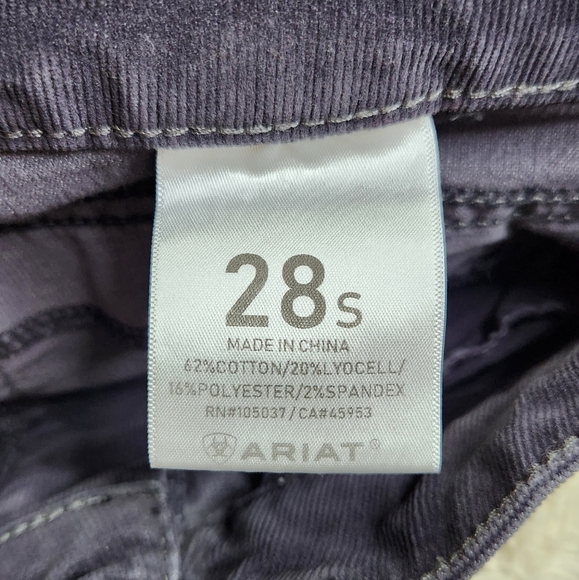 28s
MADE IN CHINA
62%COTTON/20%LYOCELL/
16%POLYESTER/2%SPANDEX
RN#105037/CA#45953
ARIAT®